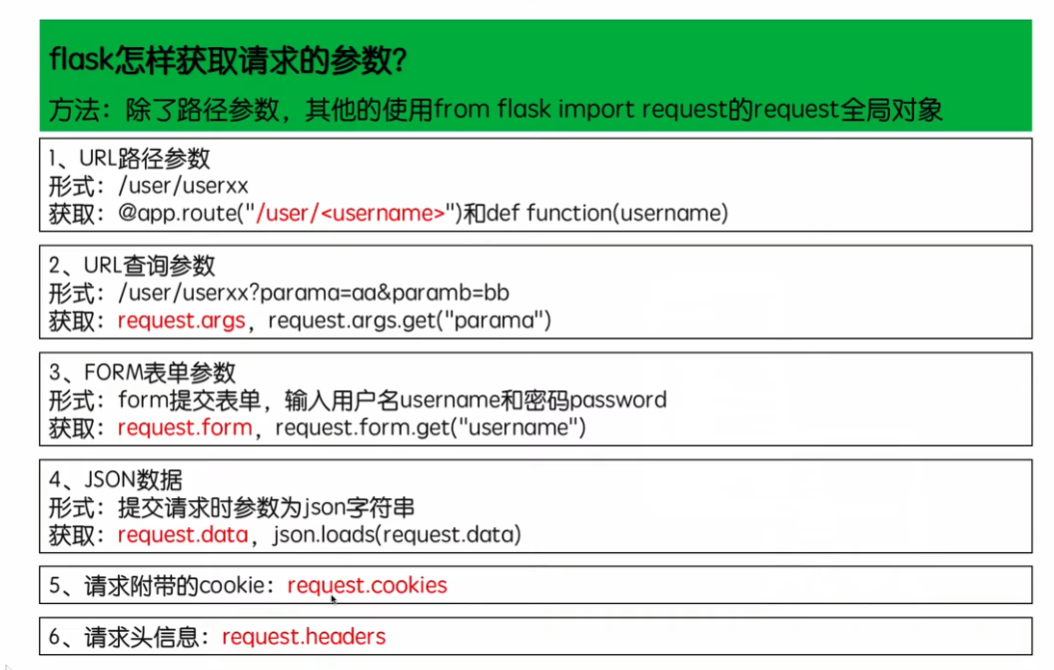 flask怎样获取请求的参数?
方法：除了路径参数，其他的使用from flask import request的request全局对象
1、URL路径参数
形式：/user/userxx
获取：@app.route("/user/<username>")和def function(username)
2、URL查询参数
形式：/user/userxx?parama=aa&paramb=bb
获取：request.args，request.args.get("parama")
3、FORM表单参数
形式：form提交表单，输入用户名username和密码password
获取：request.form，request.form.get("username")
4、JSON数据
形式：提交请求时参数为json字符串
获取：request.data，json.loads(request.data)
5、请求附带的cookie：request.cookies
6、请求头信息：request.headers